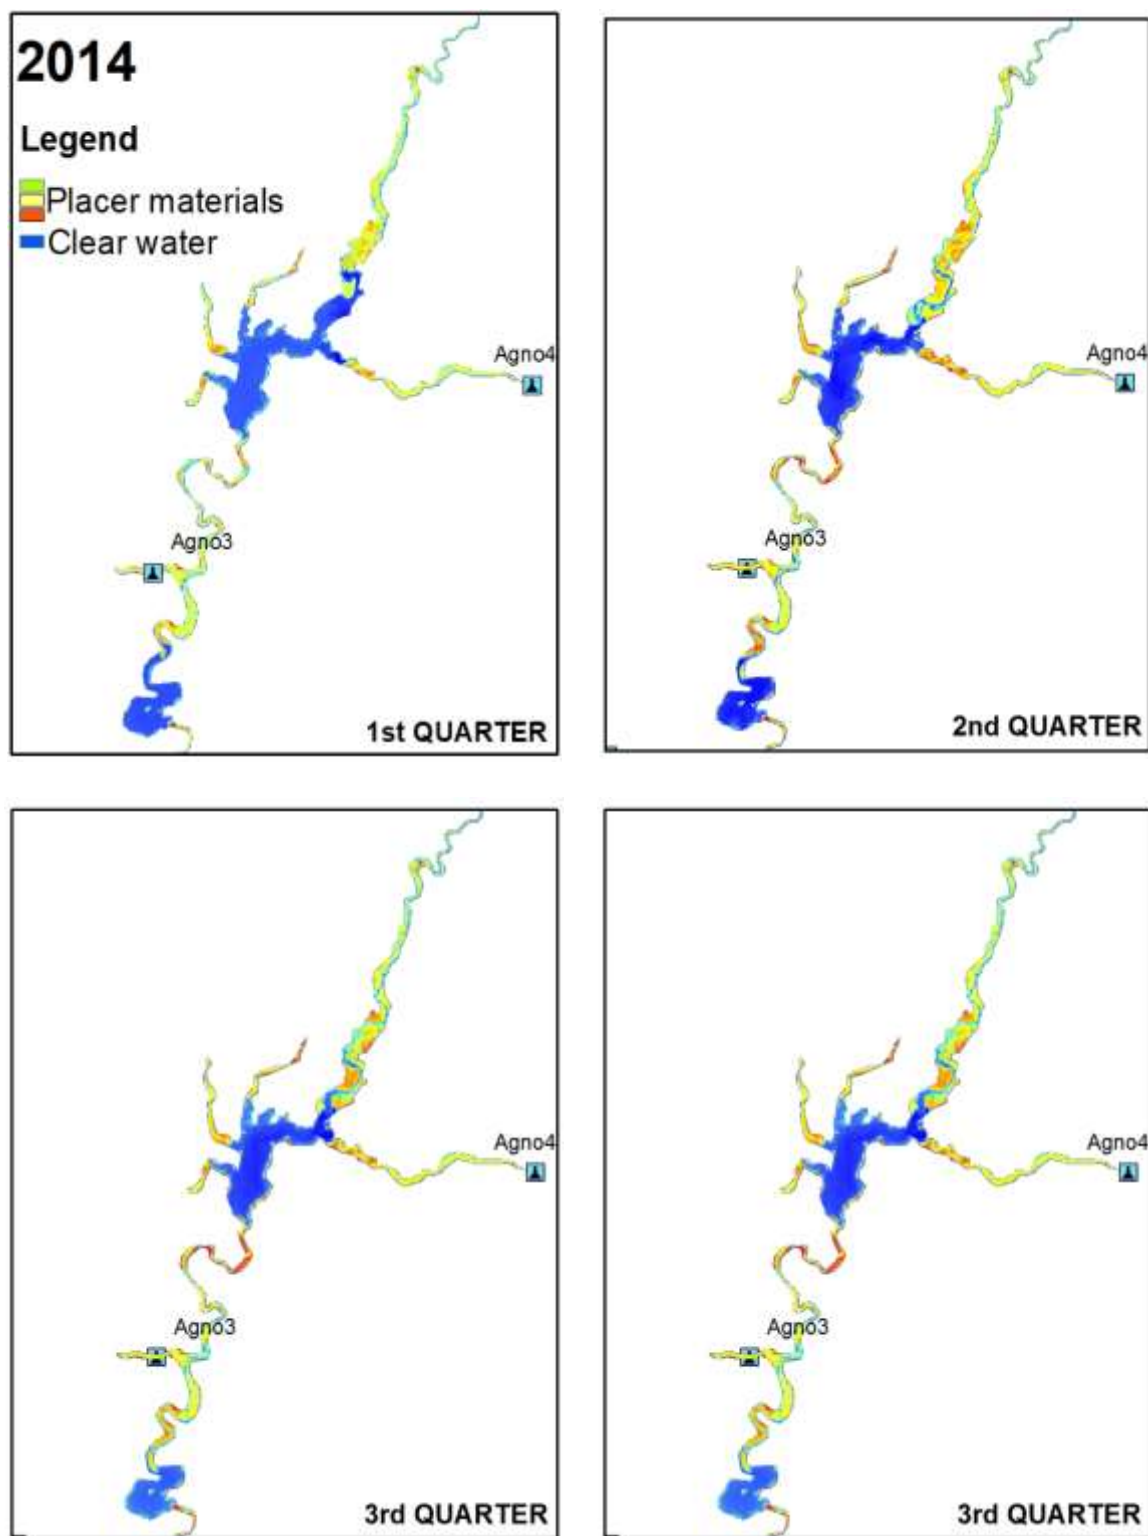 2014
Legend
Placer materials
Clear water
Agno4
Agno3
1st QUARTER
Agno4
Agno3
2nd QUARTER
Agno4
Agno3
3rd QUARTER
Agno4
Agno3
3rd QUARTER